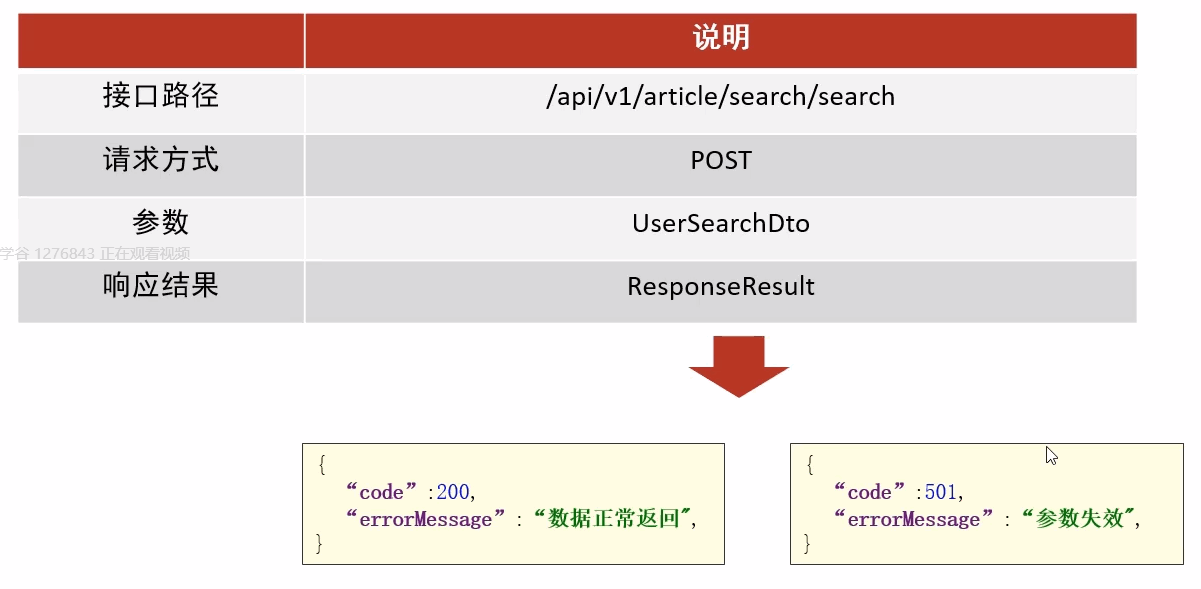 说明
接口路径 /api/v1/article/search/search
请求方式 POST
参数 UserSearchDto
学谷 1276843 正在观看视频
响应结果 ResponseResult
{
“code”:200,
“errorMessage”:“数据正常返回",
}
{
“code”:501,
“errorMessage”:“参数失效",
}